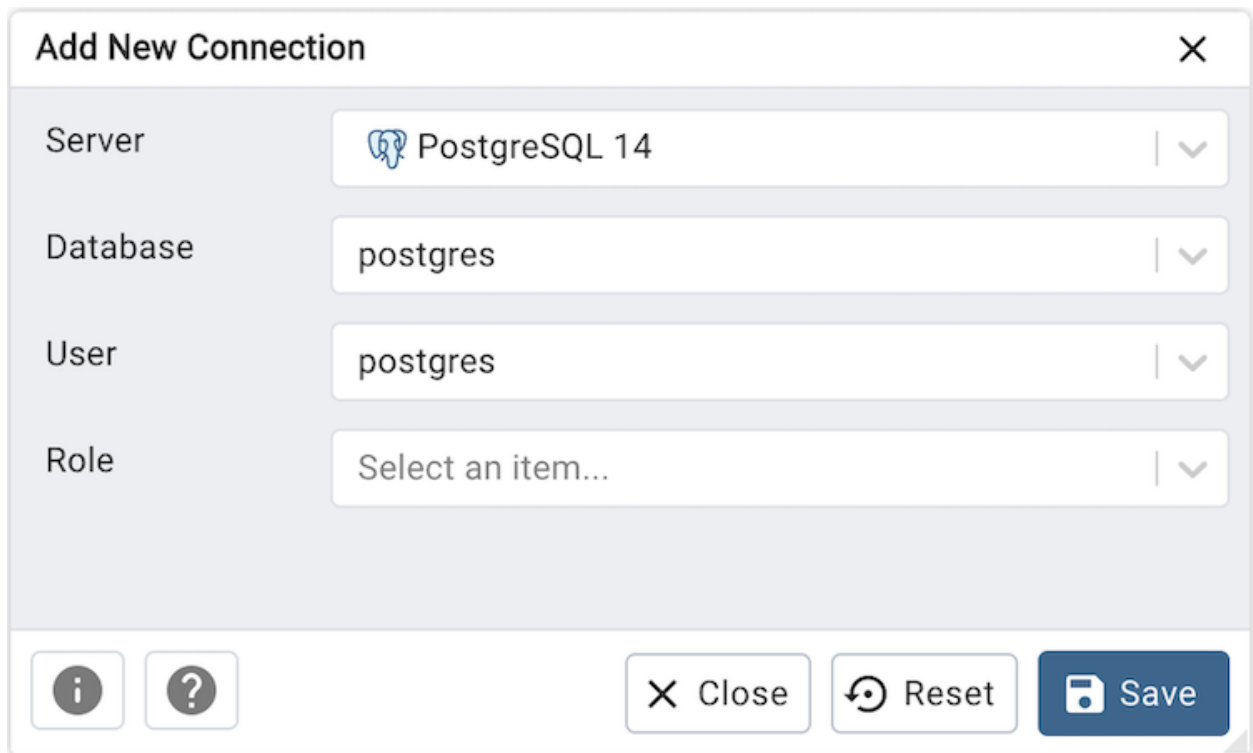 Add New Connection
Server
PostgreSQL 14
Database
postgres
User
postgres
Role
Select an item...
Close
Reset
Save